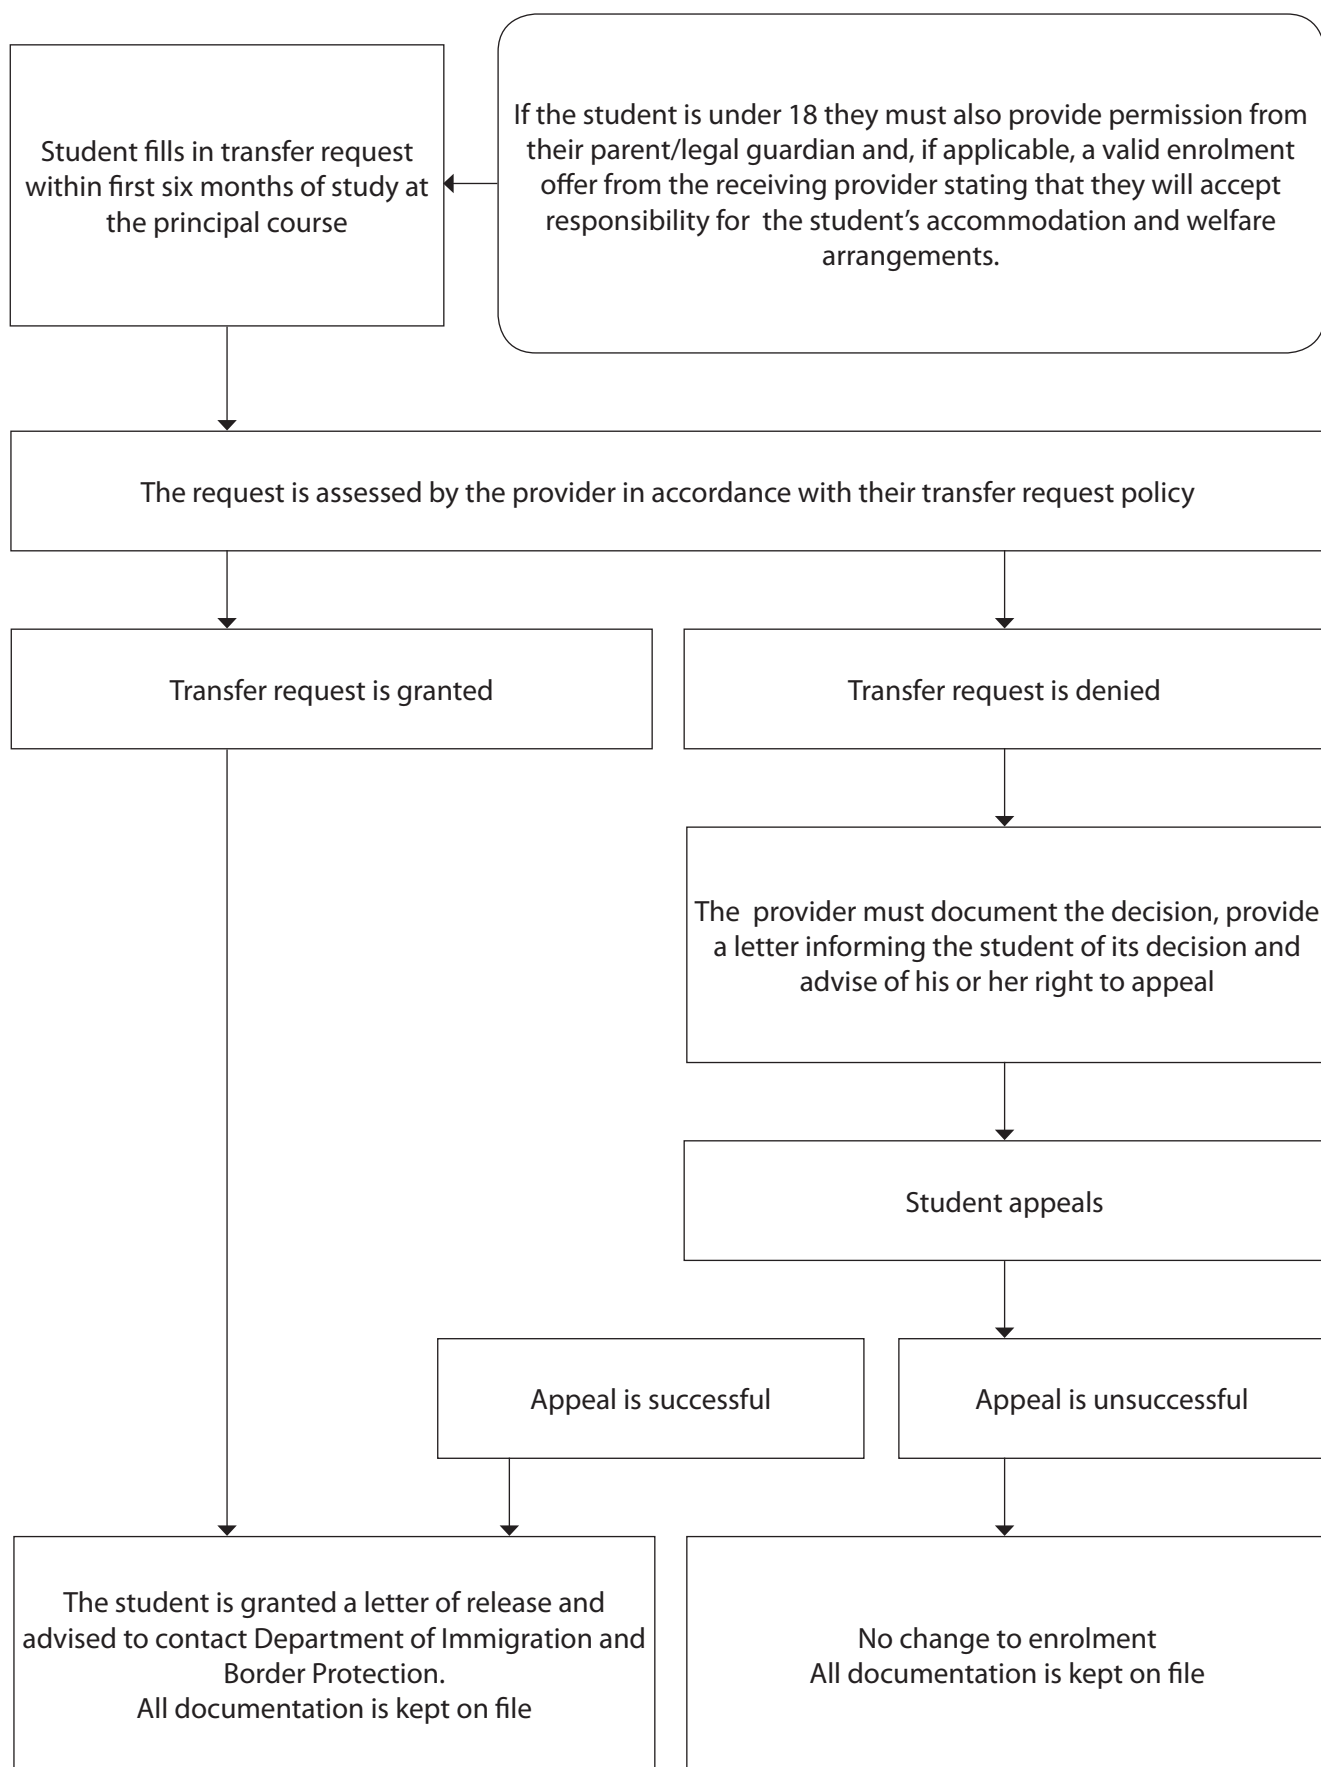 Student fills in transfer request
within first six months of study at
the principal course
If the student is under 18 they must also provide permission from
their parent/legal guardian and, if applicable, a valid enrolment
offer from the receiving provider stating that they will accept
responsibility for  the student’s accommodation and welfare
arrangements.
The request is assessed by the provider in accordance with their transfer request policy
Transfer request is granted
Transfer request is denied
The  provider must document the decision, provide
a letter informing the student of its decision and
advise of his or her right to appeal
Student appeals
Appeal is successful
Appeal is unsuccessful
The student is granted a letter of release and
advised to contact Department of Immigration and
Border Protection.
All documentation is kept on file
No change to enrolment
All documentation is kept on file